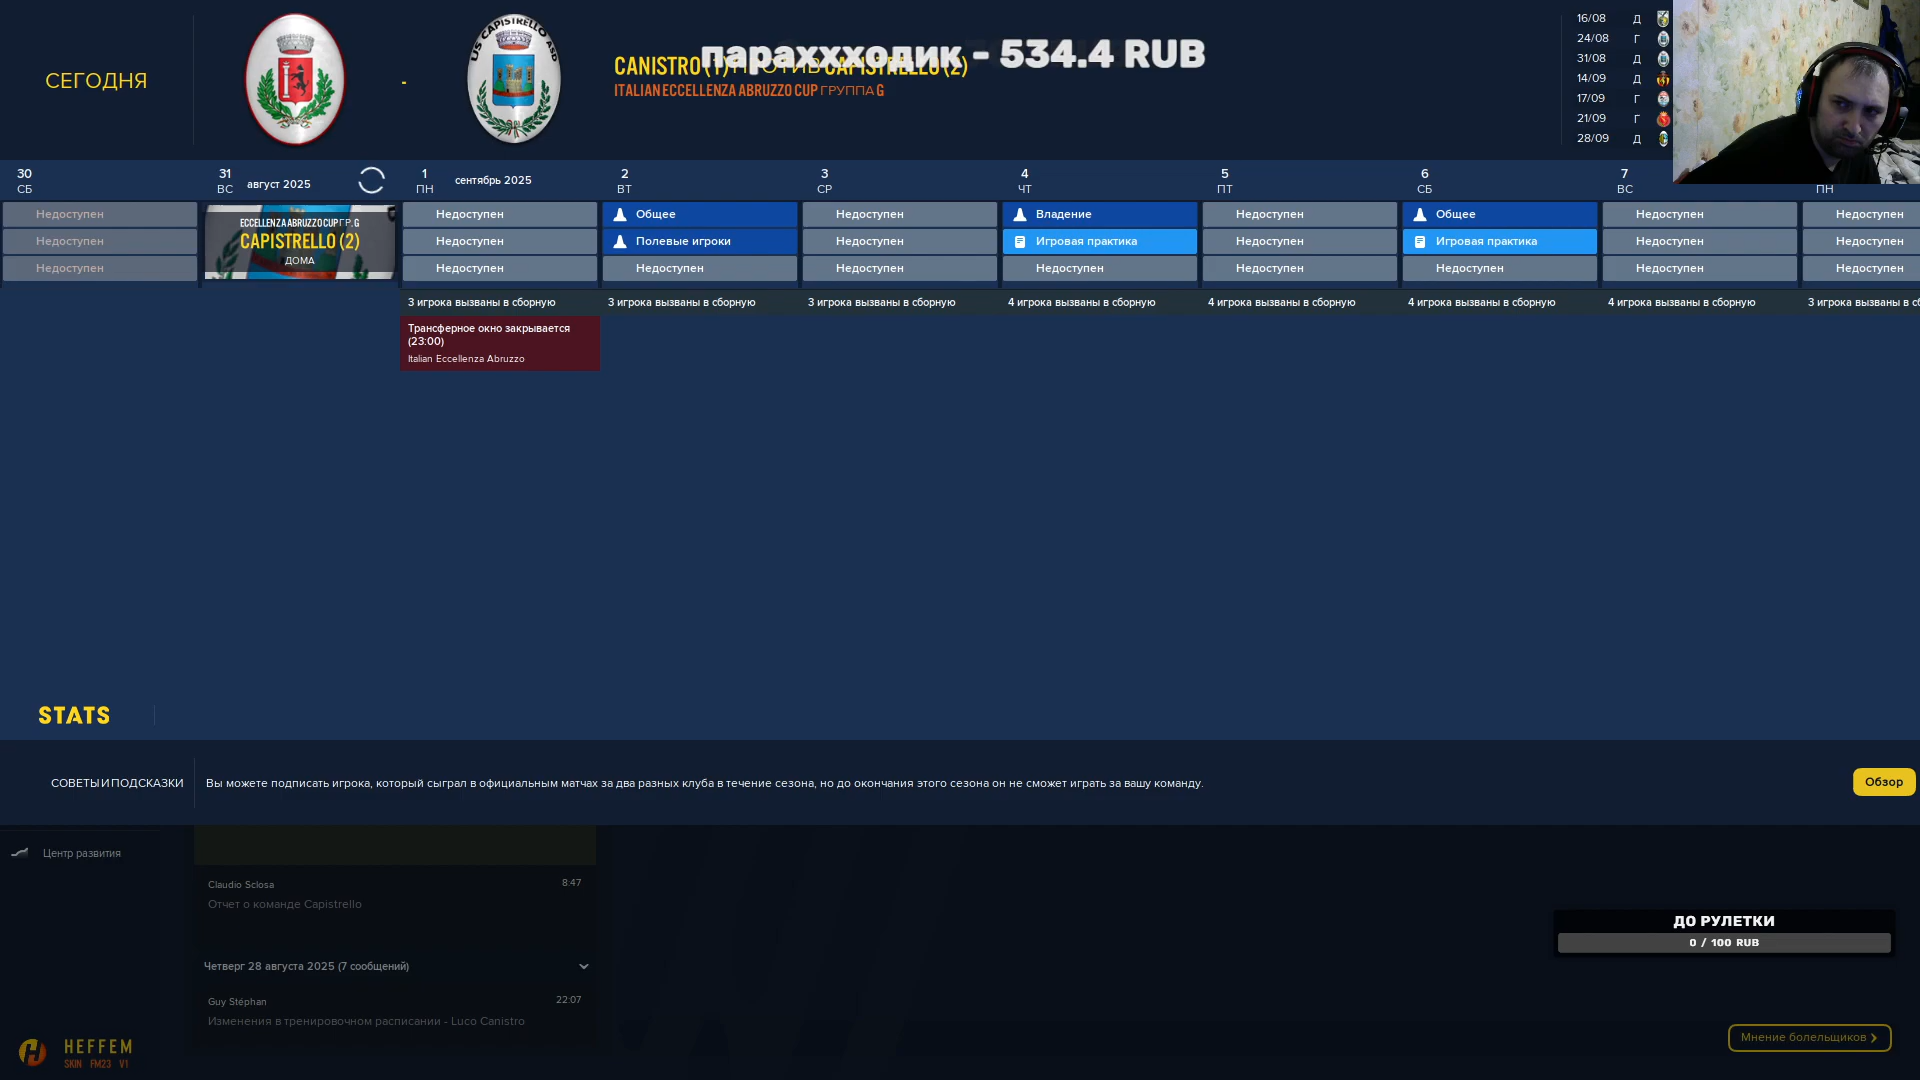 СЕГОДНЯ
-
US CAPISTRELLO ASD
CANISTRO (1) ПРОТИВ CAPISTRELLO (2)
ITALIAN ECCELLENZA ABRUZZO CUP ГРУППА G
параххходик - 534.4 RUB
16/08 Д
24/08 Г
31/08 Д
14/09 Д
17/09 Г
21/09 Г
28/09 Д
30 СБ
31 ВС август 2025
1 ПН сентябрь 2025
2 ВТ
3 СР
4 ЧТ
5 ПТ
6 СБ
7 ВС
ПН
Недоступен Недоступен Общее Недоступен Владение Недоступен Общее Недоступен Недоступен
Недоступен Недоступен Полевые игроки Недоступен Игровая практика Недоступен Игровая практика Недоступен Недоступен
Недоступен Недоступен Недоступен Недоступен Недоступен Недоступен Недоступен Недоступен Недоступен
ECCELLENZA ABRUZZO CUP ГР. G
CAPISTRELLO (2)
ДОМА
3 игрока вызваны в сборную 3 игрока вызваны в сборную 3 игрока вызваны в сборную 4 игрока вызваны в сборную 4 игрока вызваны в сборную 4 игрока вызваны в сборную 4 игрока вызваны в сборную 3 игрока вызваны в сб
Трансферное окно закрывается
(23:00)
Italian Eccellenza Abruzzo
STATS
СОВЕТЫ И ПОДСКАЗКИ
Вы можете подписать игрока, который сыграл в официальным матчах за два разных клуба в течение сезона, но до окончания этого сезона он не сможет играть за вашу команду.
Обзор
Центр развития
Claudio Sclosa 8:47
Отчет о команде Capistrello
Четверг 28 августа 2025 (7 сообщений)
Guy Stéphan 22:07
Изменения в тренировочном расписании - Luco Canistro
ДО РУЛЕТКИ
0 / 100 RUB
Мнение болельщиков
HEFFEM
SKIN FM23 V1